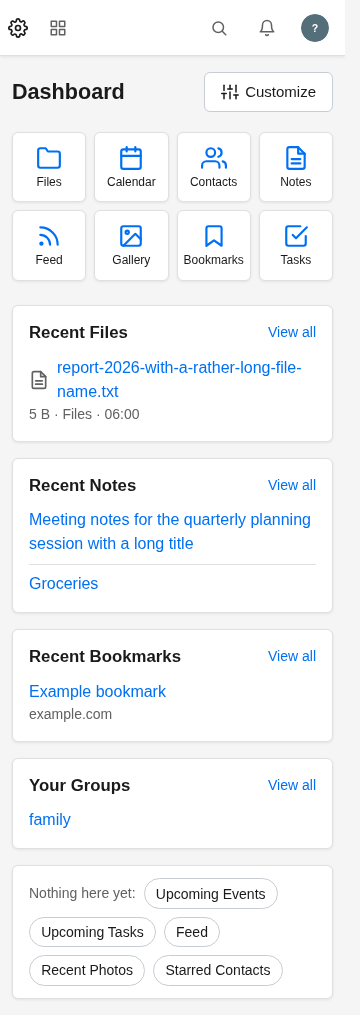 ?
Dashboard
Customize
Files
Calendar
Contacts
Notes
Feed
Gallery
Bookmarks
Tasks
Recent Files
View all
report-2026-with-a-rather-long-file-
name.txt
5 B · Files · 06:00
Recent Notes
View all
Meeting notes for the quarterly planning
session with a long title
Groceries
Recent Bookmarks
View all
Example bookmark
example.com
Your Groups
View all
family
Nothing here yet:
Upcoming Events
Upcoming Tasks
Feed
Recent Photos
Starred Contacts